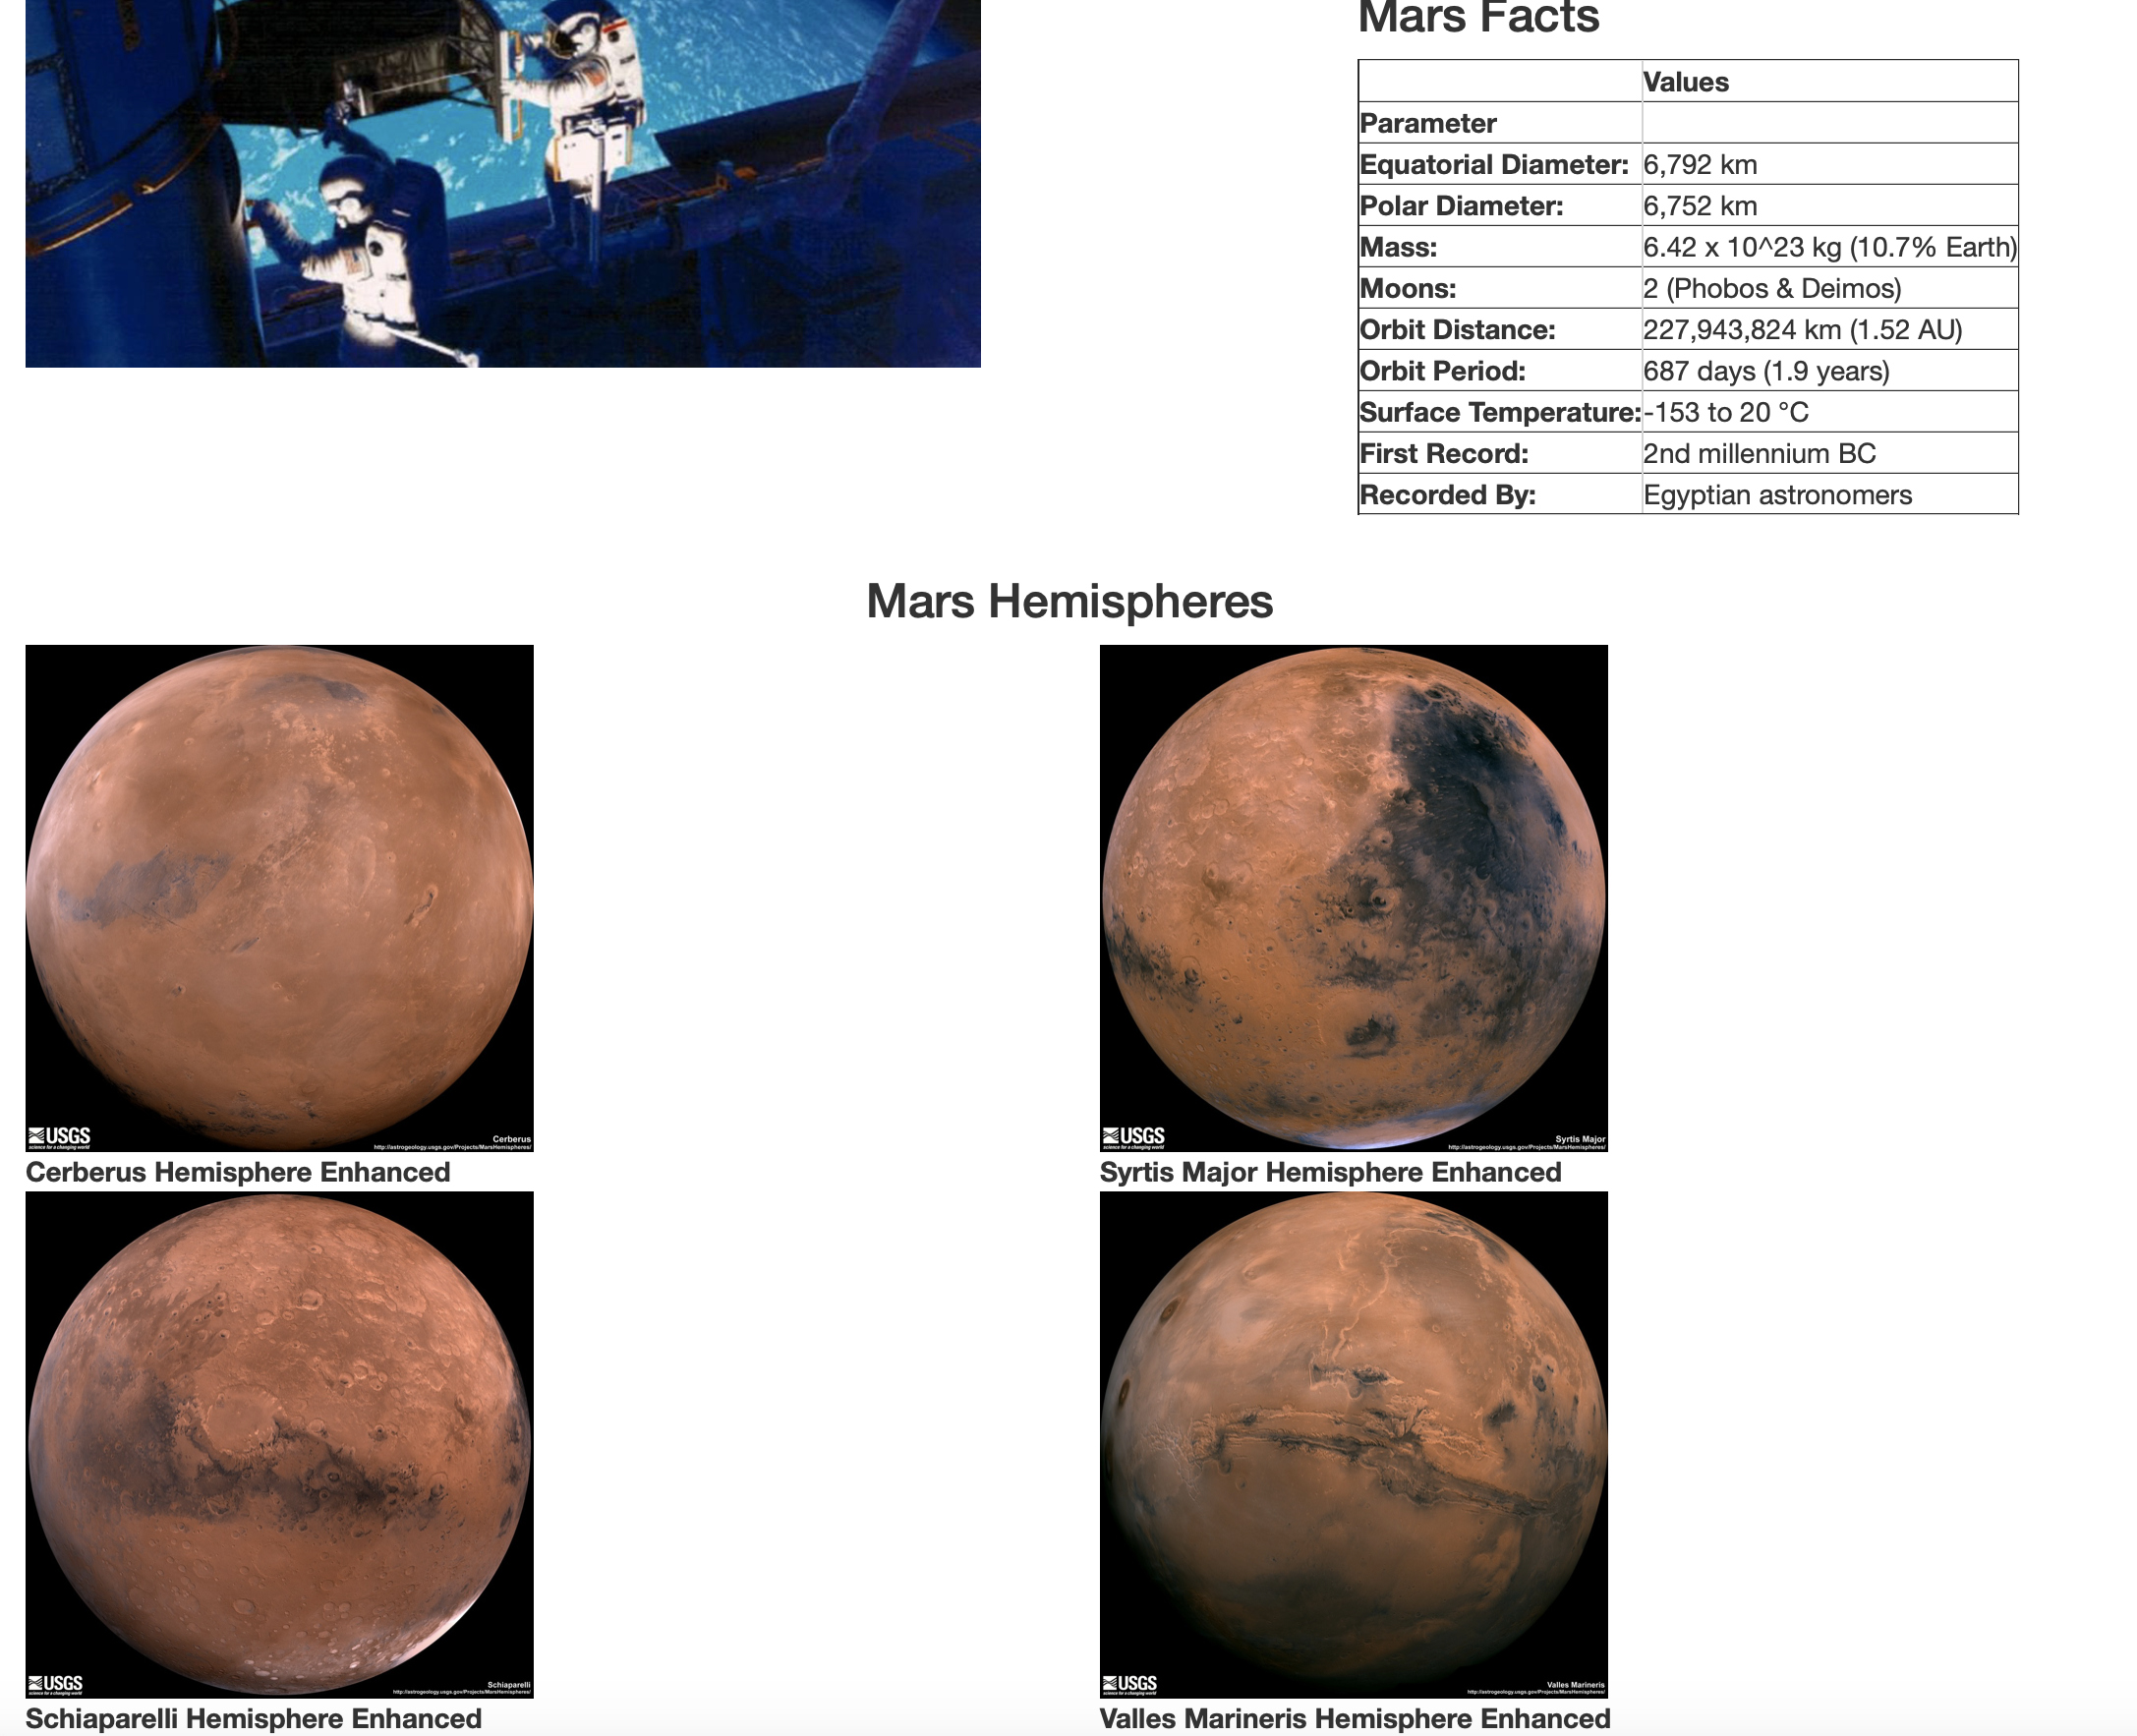 Mars Facts
Values
Parameter
Equatorial Diameter: 6,792 km
Polar Diameter: 6,752 km
Mass: 6.42 x 10^23 kg (10.7% Earth)
Moons: 2 (Phobos & Deimos)
Orbit Distance: 227,943,824 km (1.52 AU)
Orbit Period: 687 days (1.9 years)
Surface Temperature: -153 to 20 °C
First Record: 2nd millennium BC
Recorded By: Egyptian astronomers
Mars Hemispheres
USGS
science for a changing world
Cerberus
http://astrogeology.usgs.gov/Projects/MarsHemispheres/
Cerberus Hemisphere Enhanced
USGS
science for a changing world
Syrtis Major
http://astrogeology.usgs.gov/Projects/MarsHemispheres/
Syrtis Major Hemisphere Enhanced
USGS
science for a changing world
Schiaparelli
http://astrogeology.usgs.gov/Projects/MarsHemispheres/
Schiaparelli Hemisphere Enhanced
USGS
science for a changing world
Valles Marineris
http://astrogeology.usgs.gov/Projects/MarsHemispheres/
Valles Marineris Hemisphere Enhanced